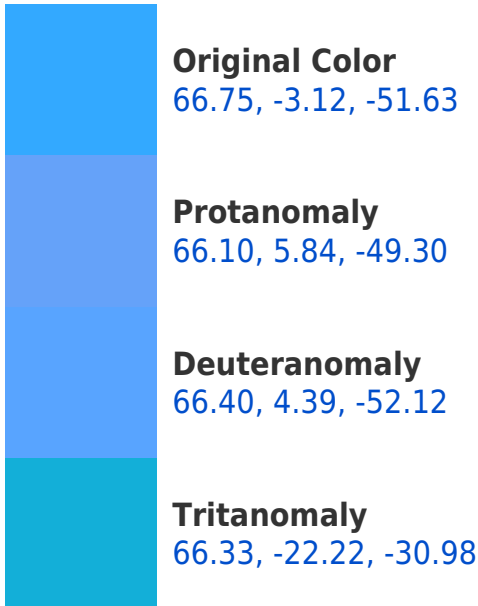 Original Color
66.75, -3.12, -51.63
Protanomaly
66.10, 5.84, -49.30
Deuteranomaly
66.40, 4.39, -52.12
Tritanomaly
66.33, -22.22, -30.98